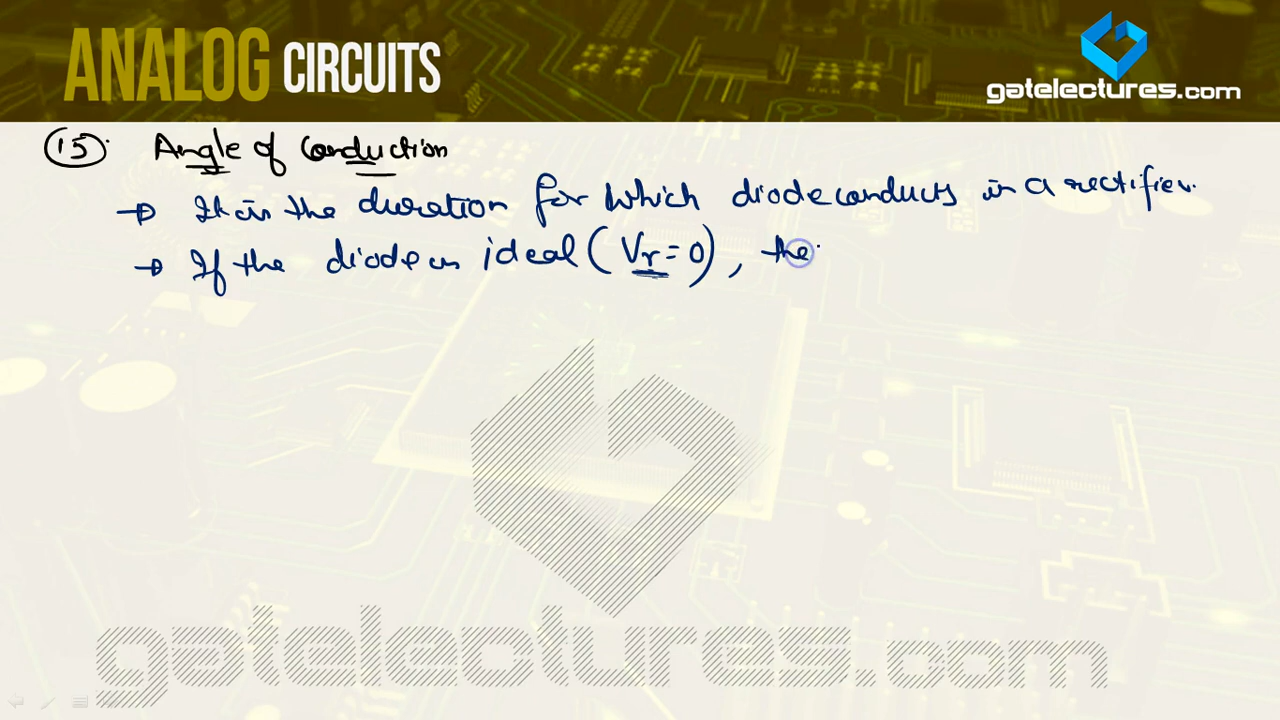 ANALOG CIRCUITS
gatelectures.com
(15). Angle of Conduction
→ It is the duration for which diode conducts in a rectifier.
→ If the diode is ideal (Vr = 0), the
gatelectures.com